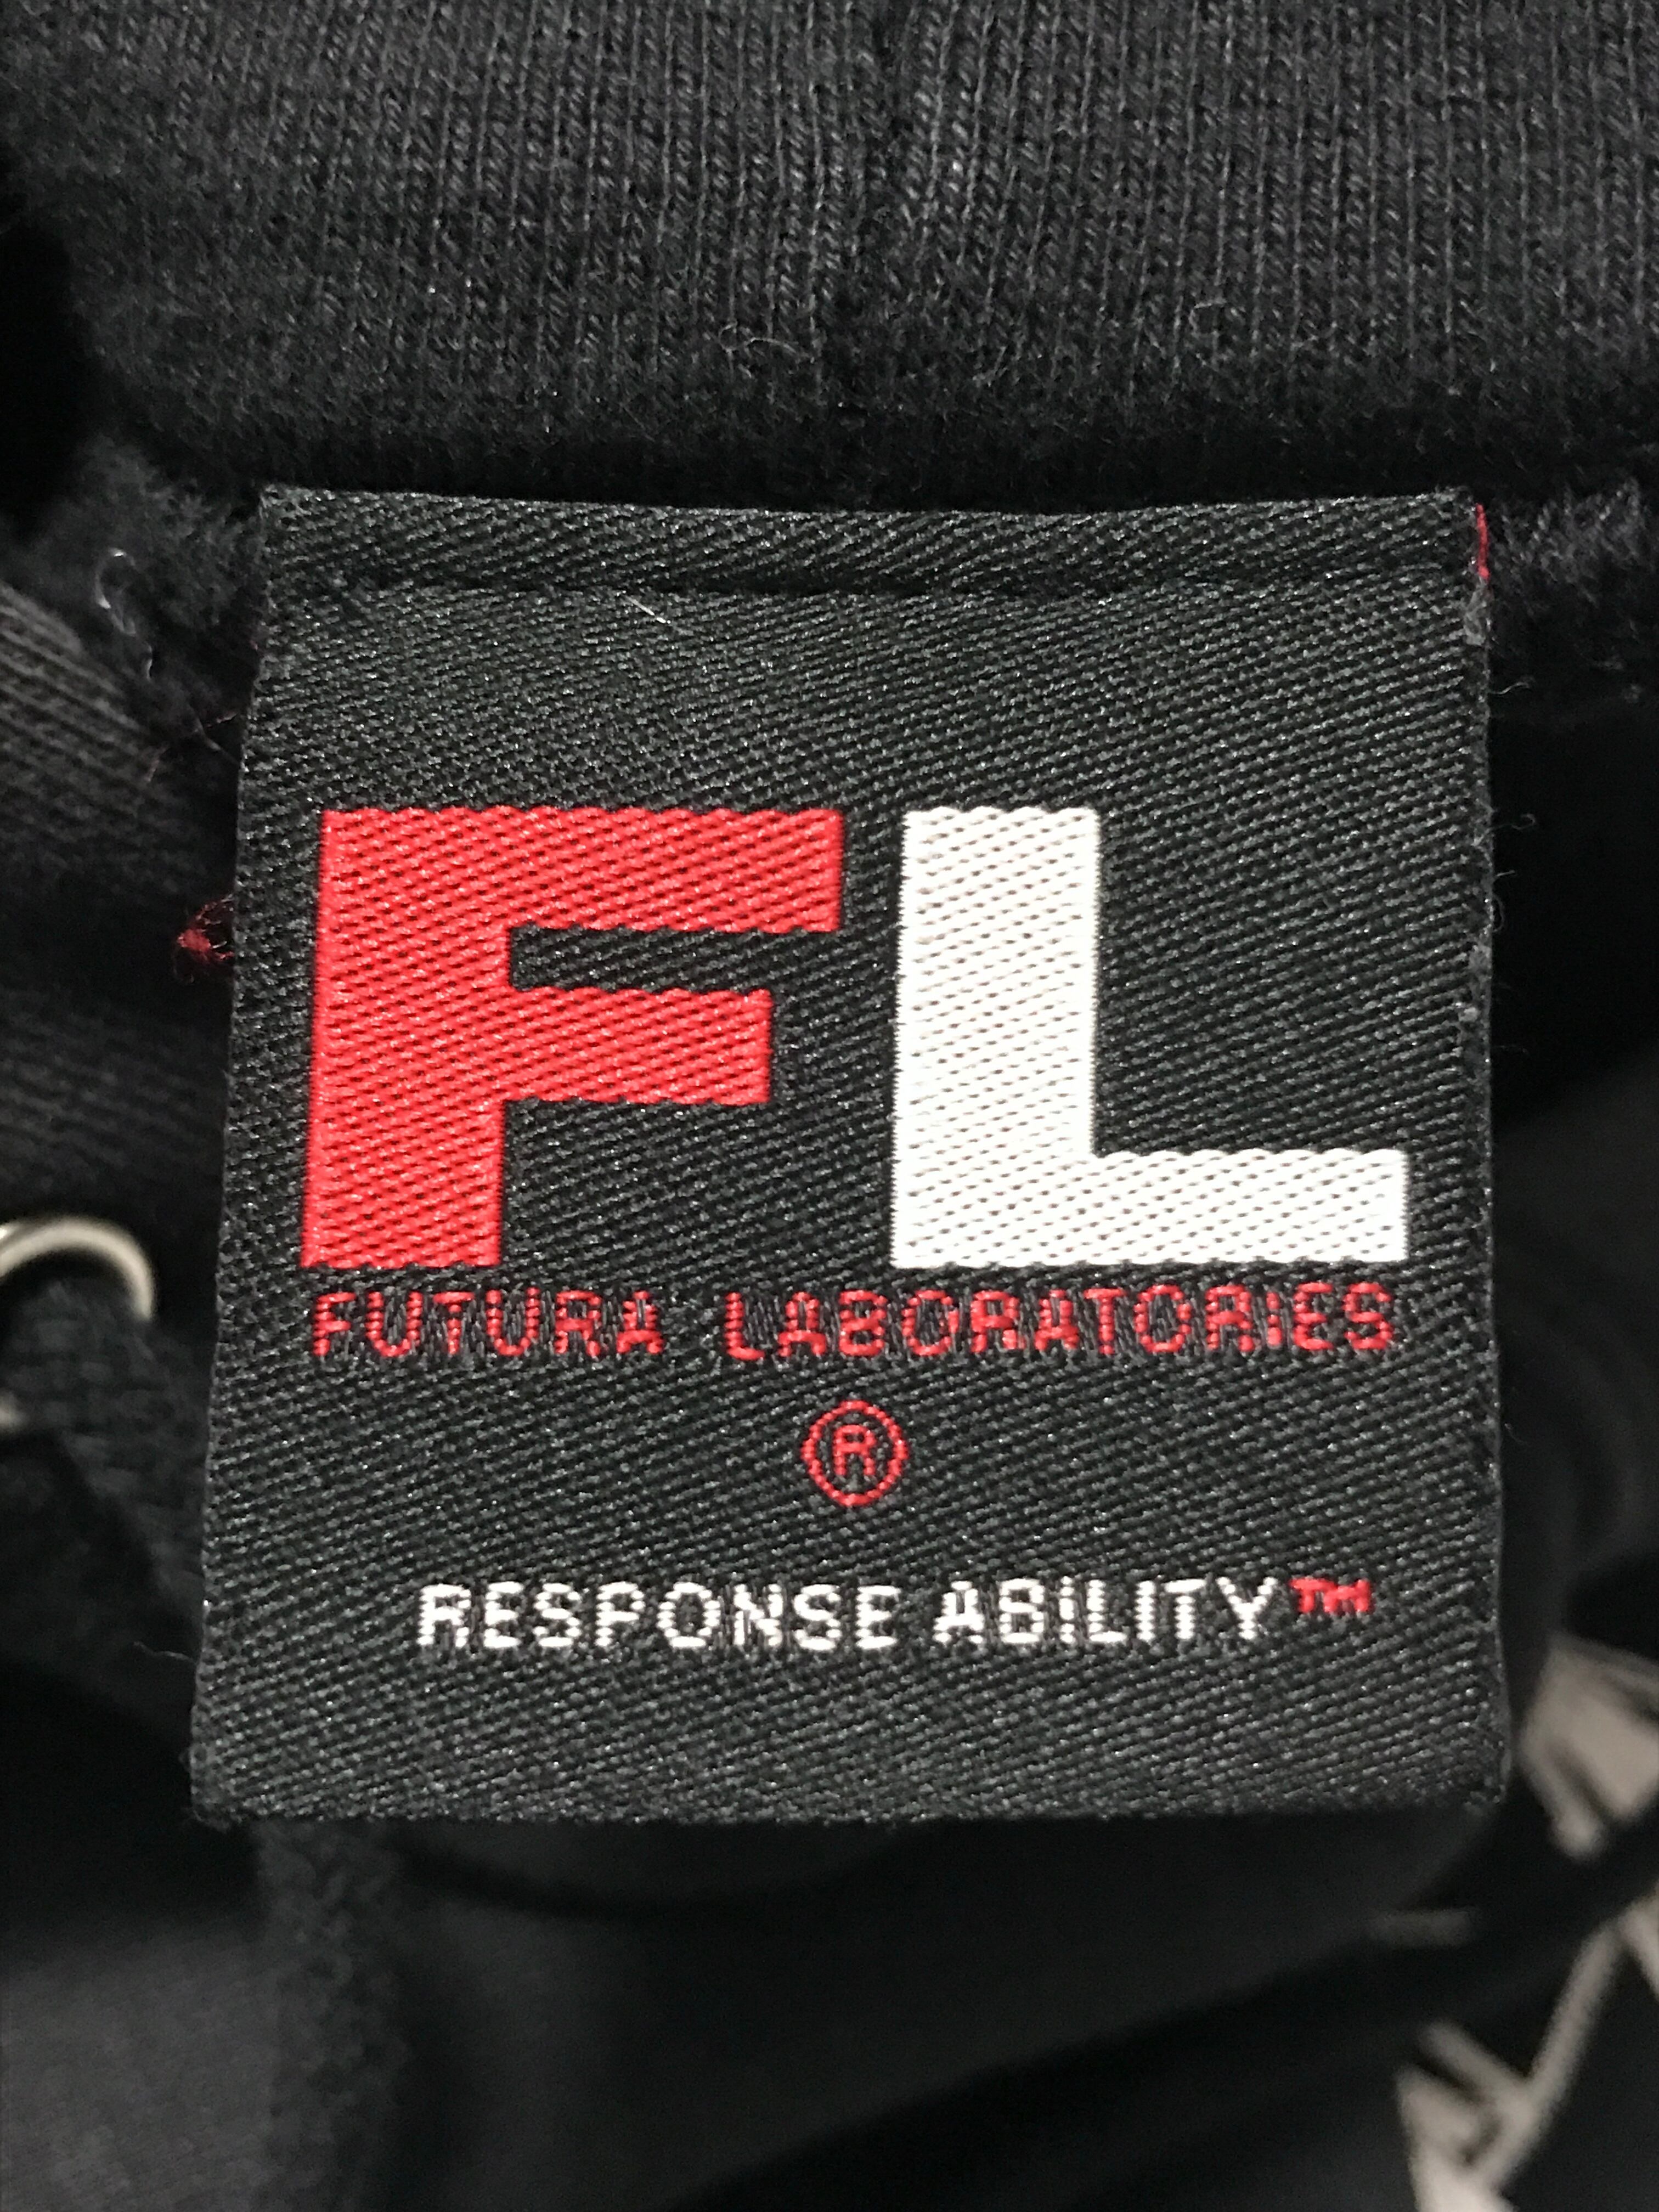 FL
FUTURA LABORATORIES
®
RESPONSE ABILITY™